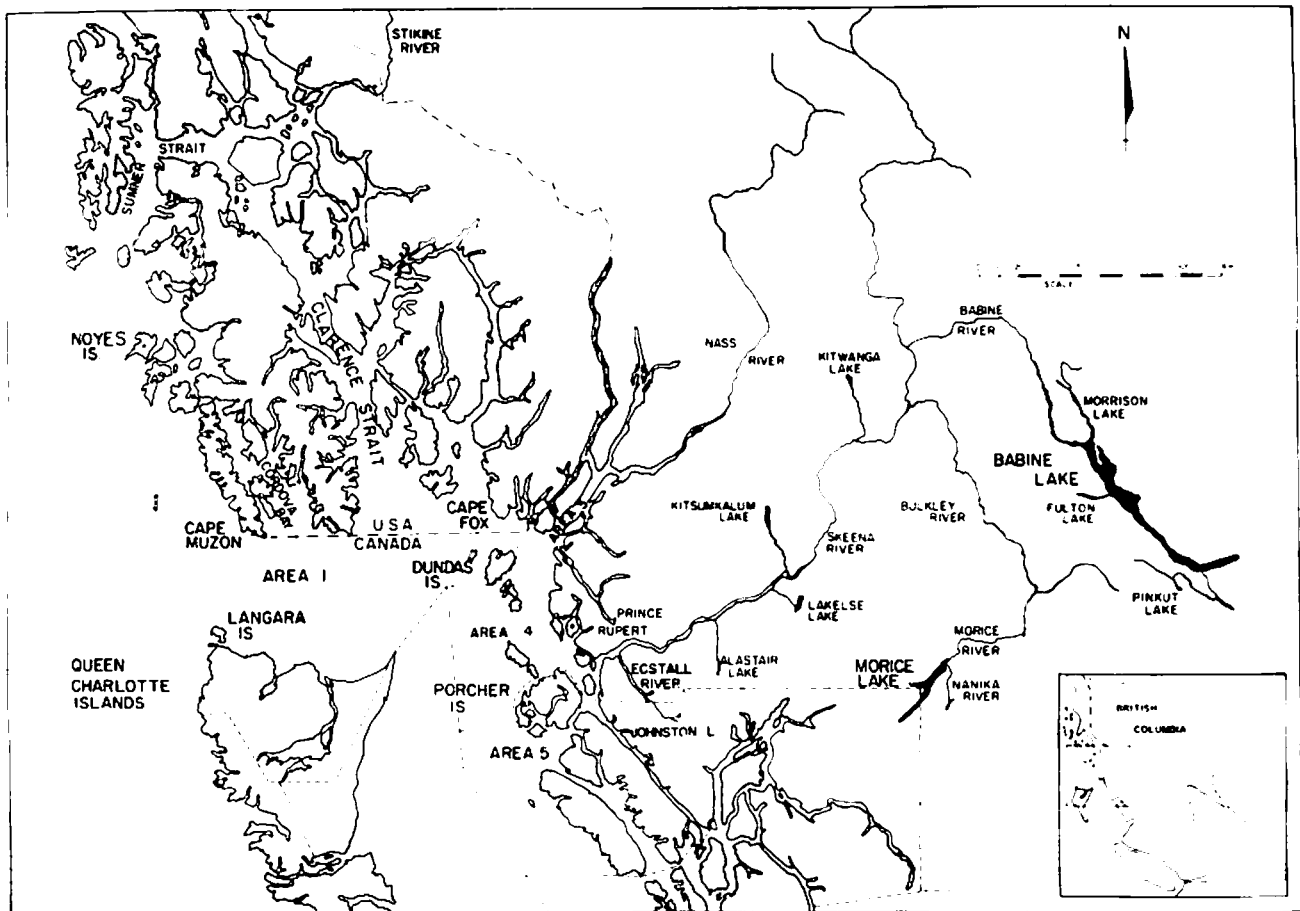 STIKINE
RIVER
N
STRAIT
SUMNER
SCALE
BABINE
RIVER
NOYES
IS
CLARENCE
STRAIT
NASS
RIVER
KITWANGA
LAKE
MORRISON
LAKE
BABINE
LAKE
FULTON
LAKE
CORDOVA
BAY
CAPE
MUZON
CAPE
FOX
USA
CANADA
KITSUMKALUM
LAKE
BULKLEY
RIVER
SKEENA
RIVER
AREA 1
DUNDAS
IS
PINKUT
LAKE
LANGARA
IS
PRINCE
RUPERT
LAKELSE
LAKE
AREA 4
MORICE
RIVER
QUEEN
CHARLOTTE
ISLANDS
PORCHER
IS
ECSTALL
RIVER
ALASTAIR
LAKE
MORICE
LAKE
NANIKA
RIVER
JOHNSTON L
AREA 5
BRITISH
COLUMBIA